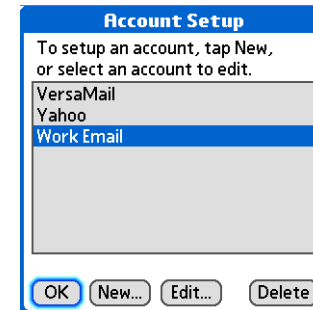 Account Setup
To setup an account, tap New,
or select an account to edit.
VersaMail
Yahoo
Work Email
OK New... Edit... Delete